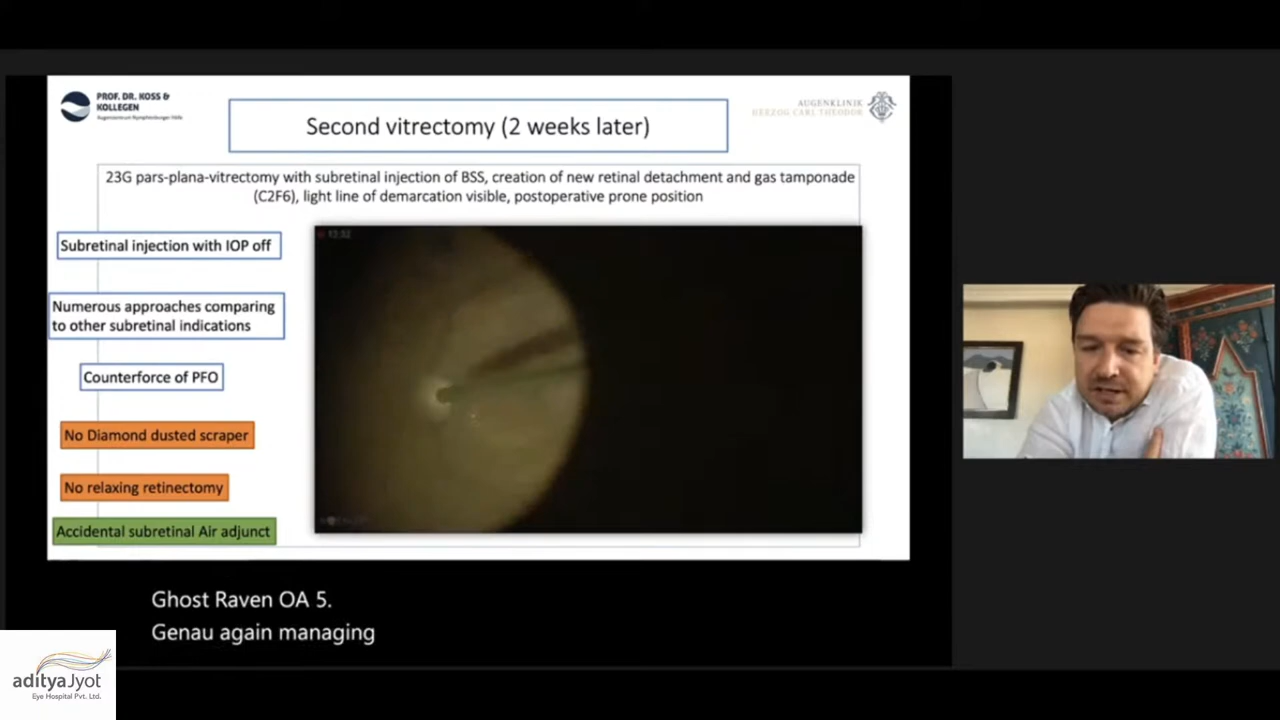 PROF. DR. KOSS &
KOLLEGEN
Augenzentrum Nymphenburger Höfe
AUGENKLINIK
HERZOG CARL THEODOR
Second vitrectomy (2 weeks later)
23G pars-plana-vitrectomy with subretinal injection of BSS, creation of new retinal detachment and gas tamponade
(C2F6), light line of demarcation visible, postoperative prone position
Subretinal injection with IOP off
Numerous approaches comparing
to other subretinal indications
Counterforce of PFO
No Diamond dusted scraper
No relaxing retinectomy
Accidental subretinal Air adjunct
Ghost Raven OA 5.
Genau again managing
adityaJyot
Eye Hospital Pvt. Ltd.